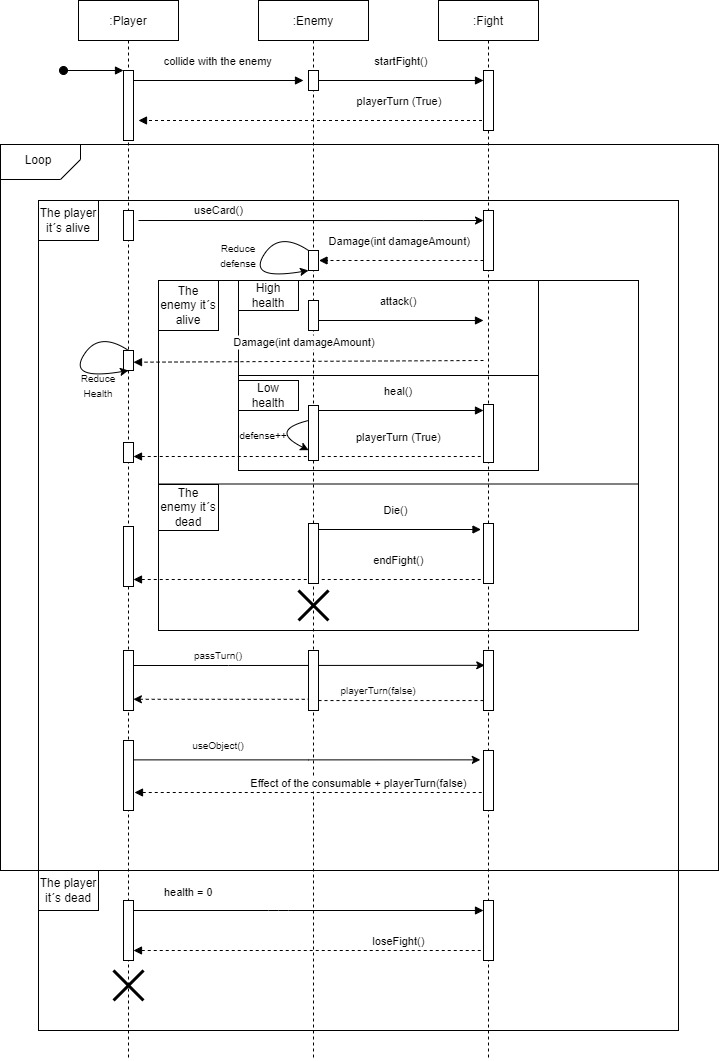 :Player
:Enemy
:Fight
collide with the enemy
startFight()
playerTurn (True)
Loop
The player
it´s alive
useCard()
Damage(int damageAmount)
Reduce
defense
The
enemy it´s
alive
High
health
attack()
Damage(int damageAmount)
Reduce
Health
Low
health
heal()
defense++
playerTurn (True)
The
enemy it´s
dead
Die()
endFight()
passTurn()
playerTurn(false)
useObject()
Effect of the consumable + playerTurn(false)
The player
it´s dead
health = 0
loseFight()